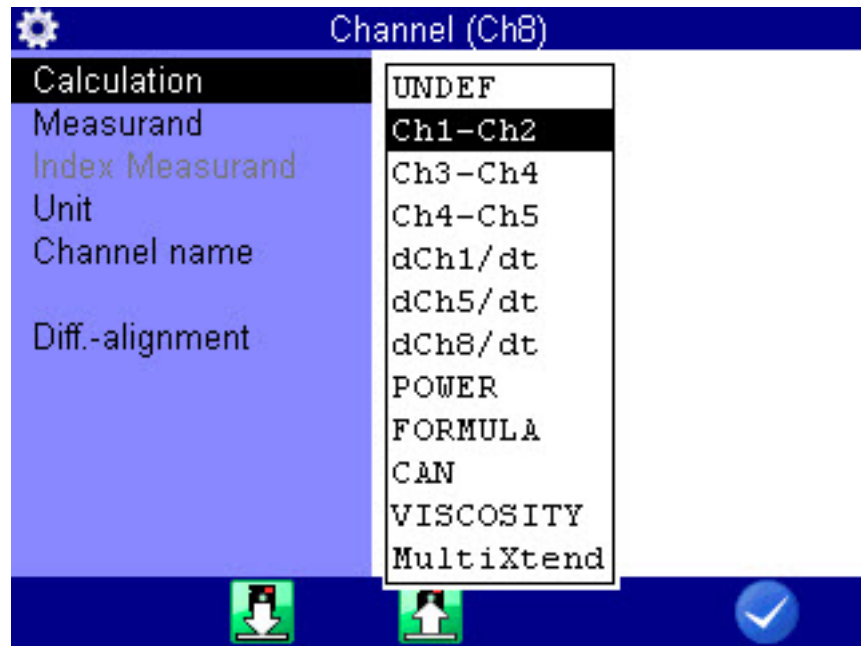 Channel (Ch8)
Calculation
Measurand
Index Measurand
Unit
Channel name
Diff.-alignment
UNDEF
Ch1-Ch2
Ch3-Ch4
Ch4-Ch5
dCh1/dt
dCh5/dt
dCh8/dt
POWER
FORMULA
CAN
VISCOSITY
MultiXtend